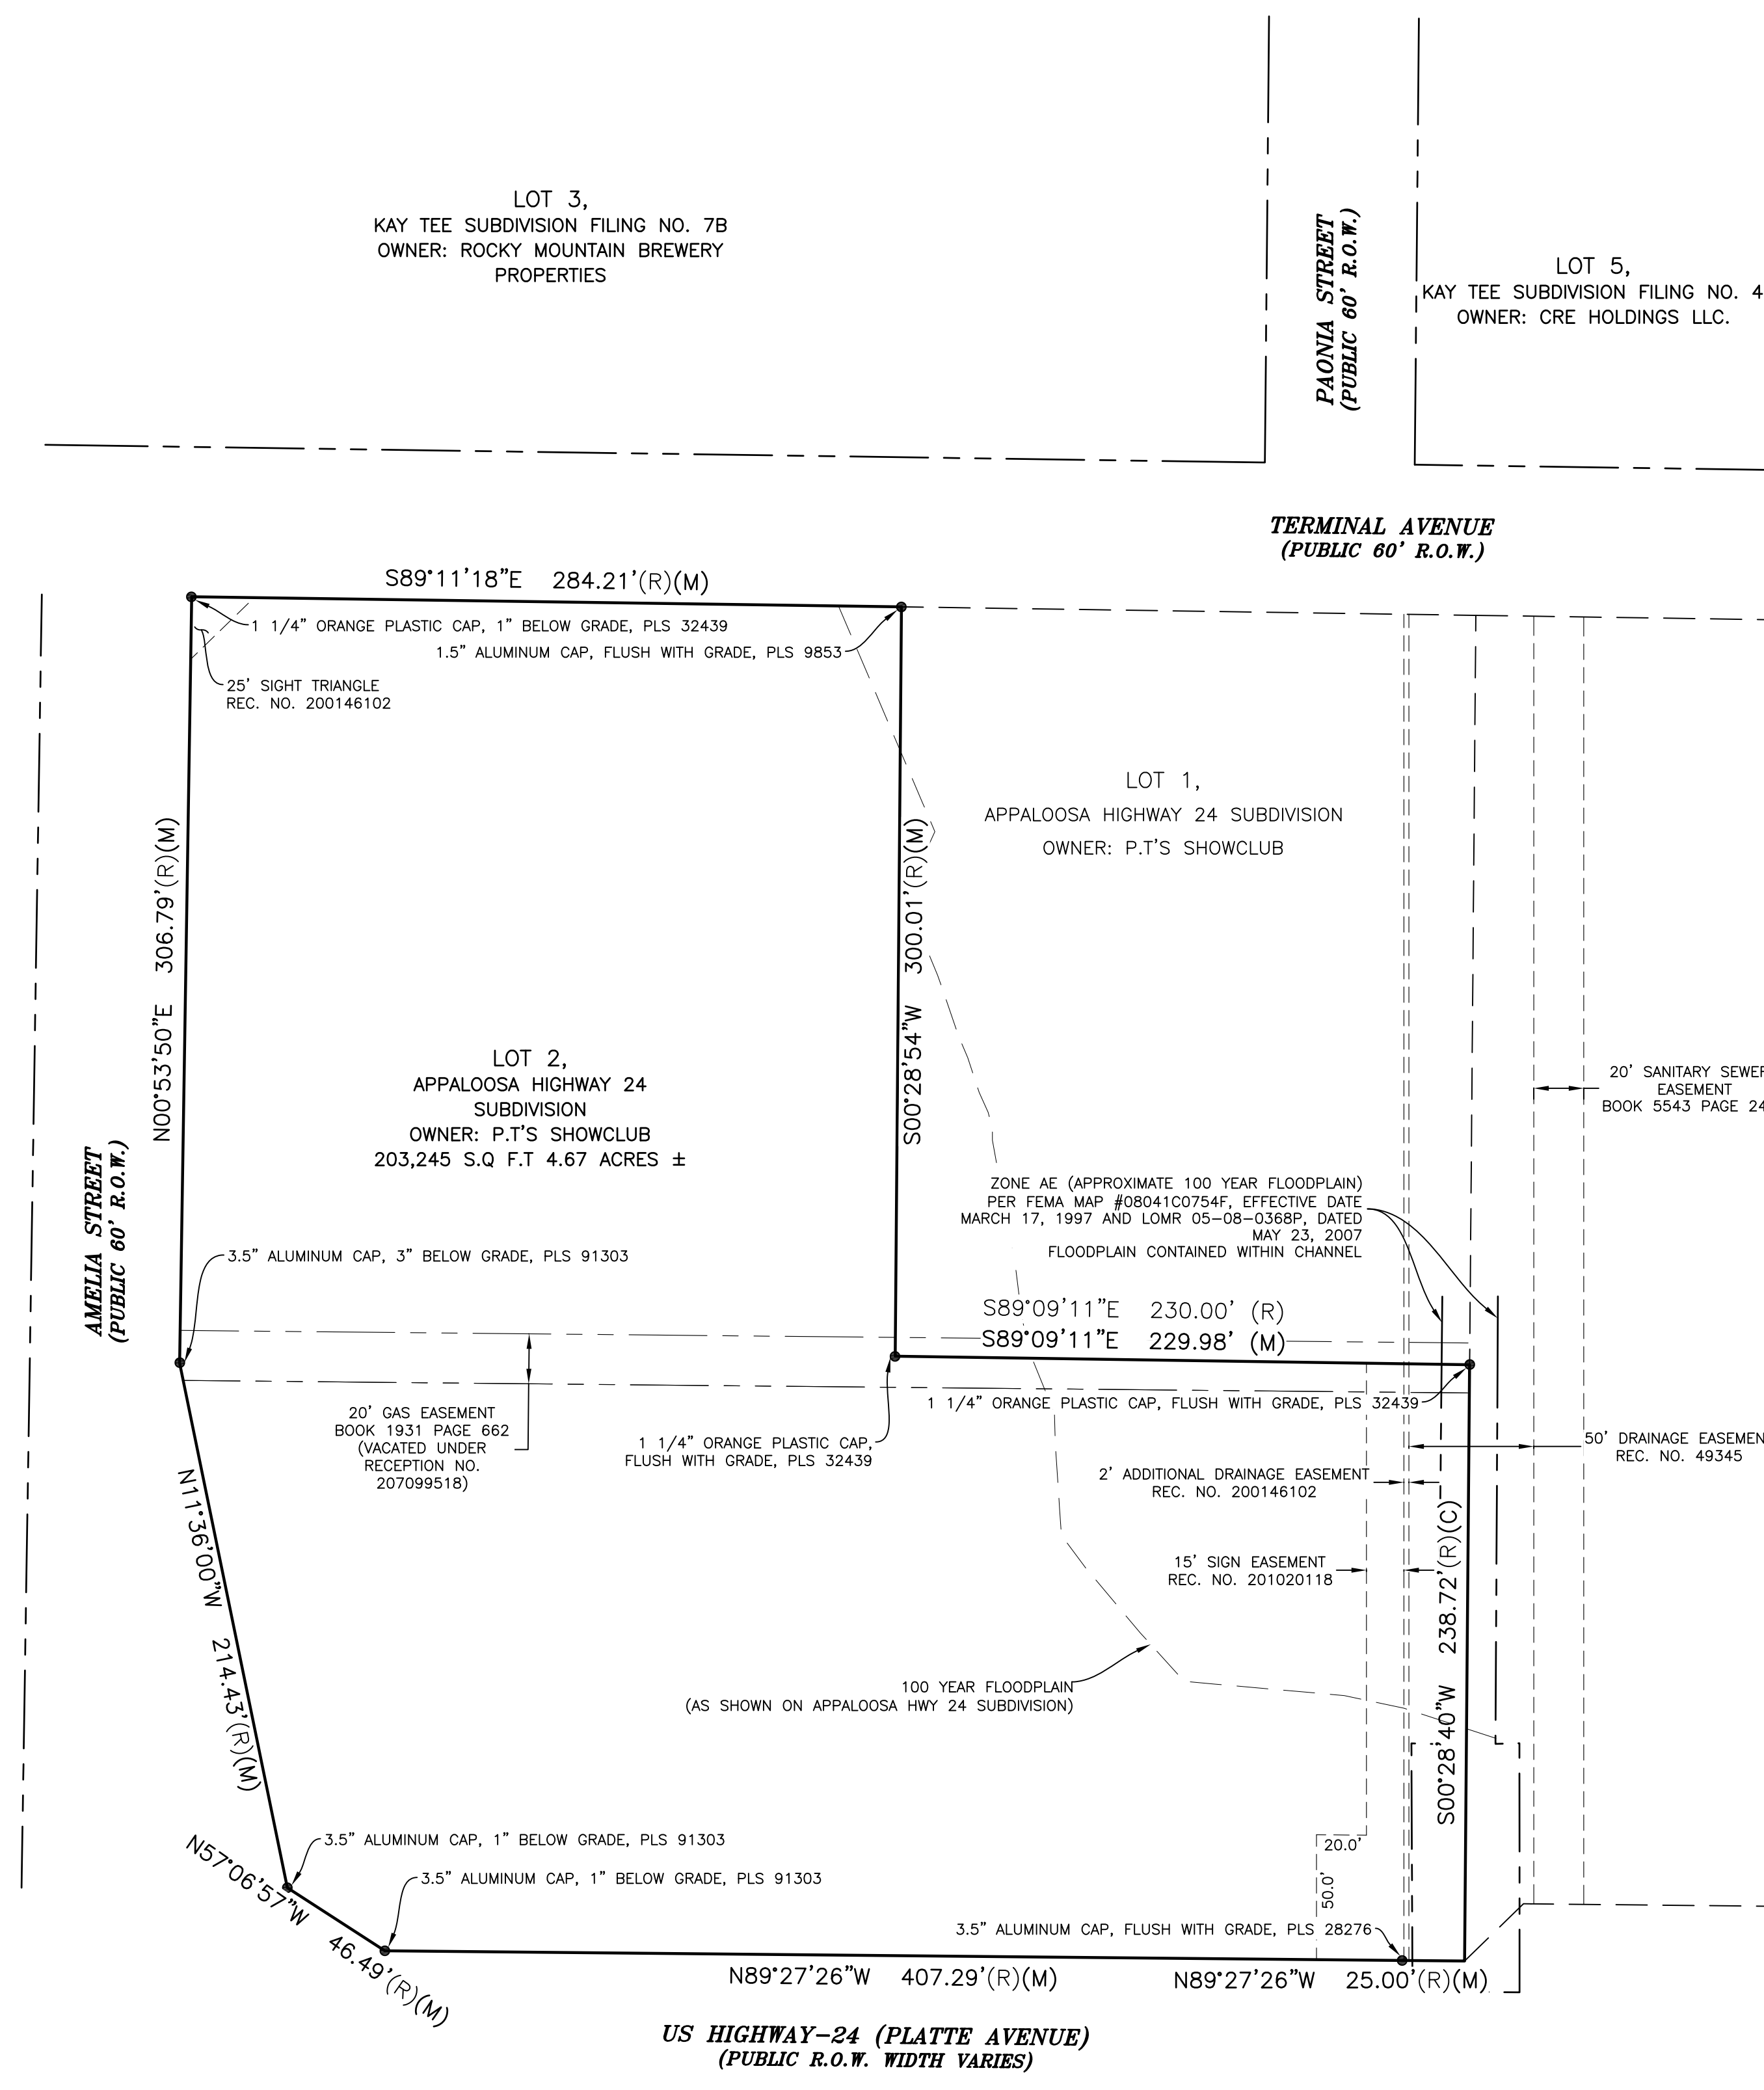 LOT 3,
KAY TEE SUBDIVISION FILING NO. 7B
OWNER: ROCKY MOUNTAIN BREWERY
PROPERTIES
PAONIA STREET
(PUBLIC 60' R.O.W.)
LOT 5,
KAY TEE SUBDIVISION FILING NO. 4
OWNER: CRE HOLDINGS LLC.
TERMINAL AVENUE
(PUBLIC 60' R.O.W.)
S89°11'18"E 284.21'(R)(M)
1 1/4" ORANGE PLASTIC CAP, 1" BELOW GRADE, PLS 32439
1.5" ALUMINUM CAP, FLUSH WITH GRADE, PLS 9853
25' SIGHT TRIANGLE
REC. NO. 200146102
LOT 1,
APPALOOSA HIGHWAY 24 SUBDIVISION
OWNER: P.T'S SHOWCLUB
N00°53'50"E 306.79'(R)(M)
S00°28'54"W 300.01'(R)(M)
LOT 2,
APPALOOSA HIGHWAY 24
SUBDIVISION
OWNER: P.T'S SHOWCLUB
203,245 S.Q F.T 4.67 ACRES ±
20' SANITARY SEWER
EASEMENT
BOOK 5543 PAGE 24
AMELIA STREET
(PUBLIC 60' R.O.W.)
ZONE AE (APPROXIMATE 100 YEAR FLOODPLAIN)
PER FEMA MAP #08041C0754F, EFFECTIVE DATE
MARCH 17, 1997 AND LOMR 05-08-0368P, DATED
MAY 23, 2007
FLOODPLAIN CONTAINED WITHIN CHANNEL
3.5" ALUMINUM CAP, 3" BELOW GRADE, PLS 91303
S89°09'11"E 230.00' (R)
S89°09'11"E 229.98' (M)
1 1/4" ORANGE PLASTIC CAP, FLUSH WITH GRADE, PLS 32439
20' GAS EASEMENT
BOOK 1931 PAGE 662
(VACATED UNDER
RECEPTION NO.
207099518)
1 1/4" ORANGE PLASTIC CAP,
FLUSH WITH GRADE, PLS 32439
50' DRAINAGE EASEMEN
REC. NO. 49345
2' ADDITIONAL DRAINAGE EASEMENT
REC. NO. 200146102
15' SIGN EASEMENT
REC. NO. 201020118
N11°36'00"W 214.43'(R)(M)
S00°28'40"W 238.72'(R)(C)
100 YEAR FLOODPLAIN
(AS SHOWN ON APPALOOSA HWY 24 SUBDIVISION)
3.5" ALUMINUM CAP, 1" BELOW GRADE, PLS 91303
20.0'
50.0'
3.5" ALUMINUM CAP, 1" BELOW GRADE, PLS 91303
N57°06'57"W 46.49'(R)(M)
3.5" ALUMINUM CAP, FLUSH WITH GRADE, PLS 28276
N89°27'26"W 407.29'(R)(M)
N89°27'26"W 25.00'(R)(M)
US HIGHWAY-24 (PLATTE AVENUE)
(PUBLIC R.O.W. WIDTH VARIES)